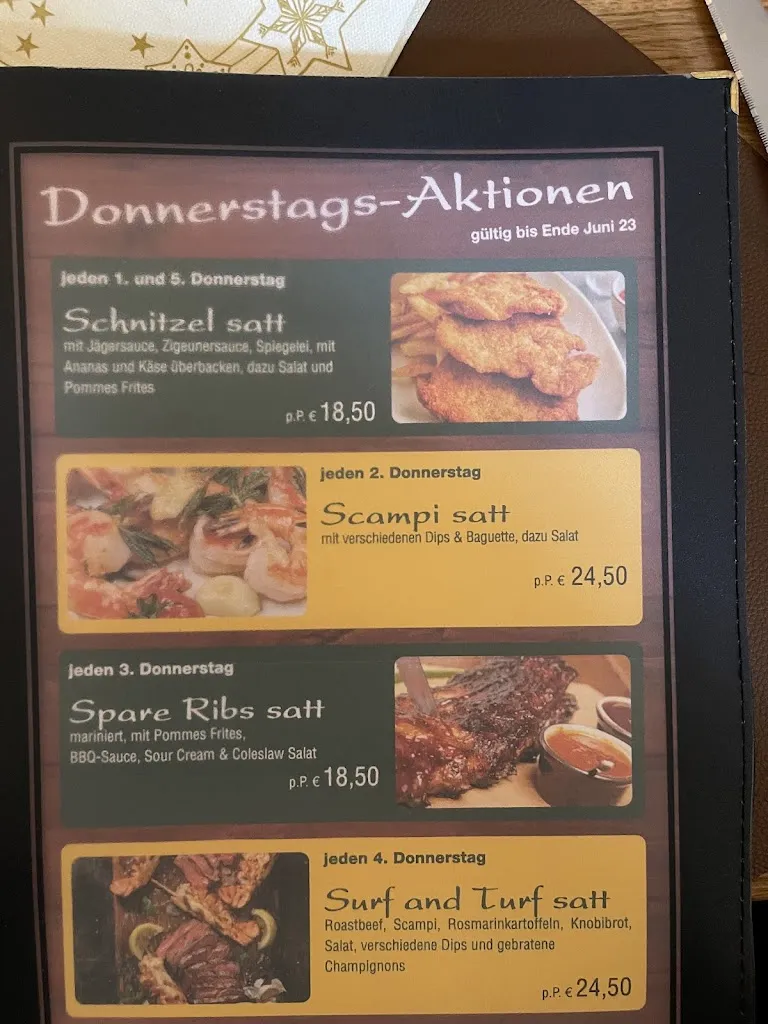 Donnerstags-Aktionen
gültig bis Ende Juni 23
jeden 1. und 5. Donnerstag
Schnitzel satt
mit Jägersauce, Zigeunersauce, Spiegelei, mit
Ananas und Käse überbacken, dazu Salat und
Pommes Frites
p.P. € 18,50
jeden 2. Donnerstag
Scampi satt
mit verschiedenen Dips & Baguette, dazu Salat
p.P. € 24,50
jeden 3. Donnerstag
Spare Ribs satt
mariniert, mit Pommes Frites,
BBQ-Sauce, Sour Cream & Coleslaw Salat
p.P. € 18,50
jeden 4. Donnerstag
Surf and Turf satt
Roastbeef, Scampi, Rosmarinkartoffeln, Knobibrot,
Salat, verschiedene Dips und gebratene
Champignons
p.P. € 24,50